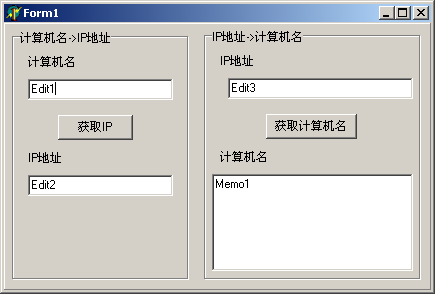 Form1
计算机名->IP地址
计算机名
Edit1
获取IP
IP地址
Edit2
IP地址->计算机名
IP地址
Edit3
获取计算机名
计算机名
Memo1